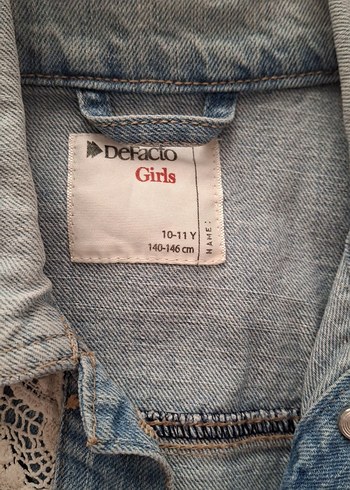 DeFacto
Girls
10-11 Y
140-146 cm
NAME: